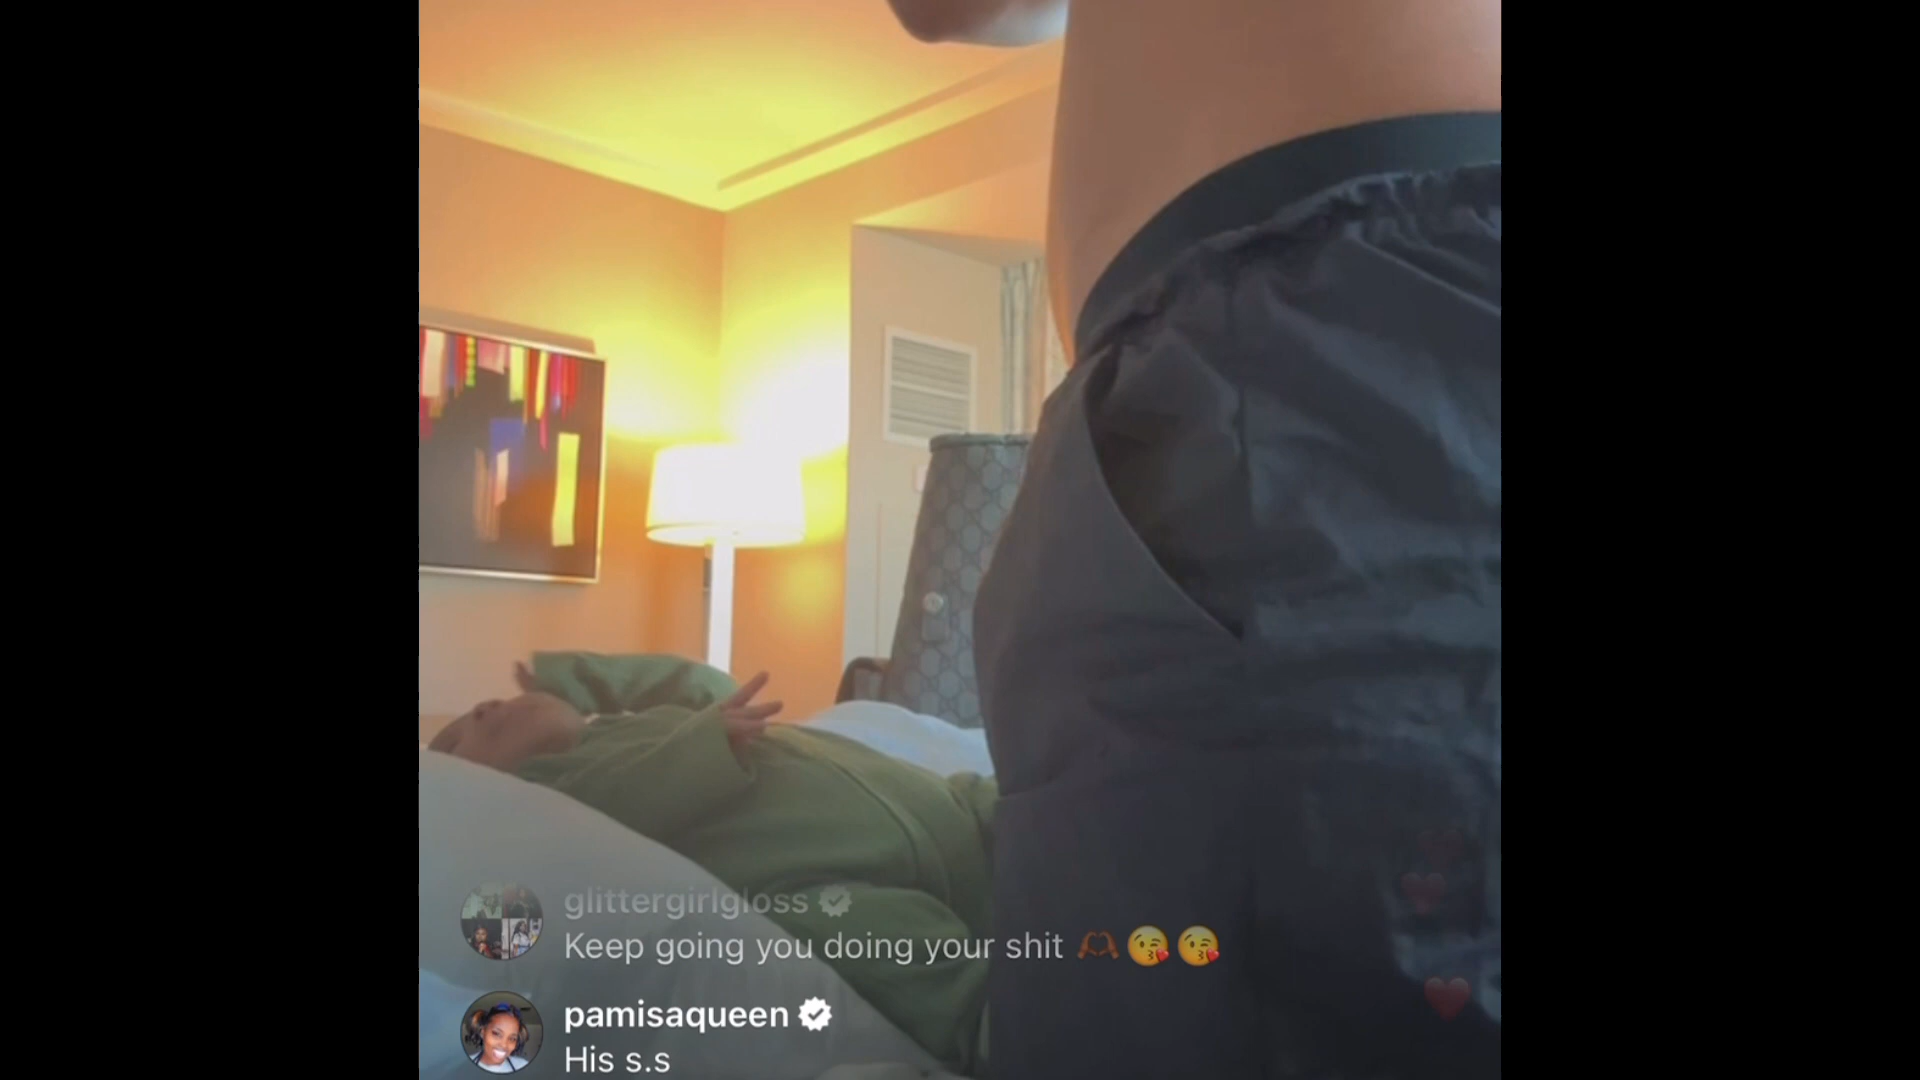 glittergirlgloss
Keep going you doing your shit 🫶🏾😘😘
pamisaqueen
His s.s